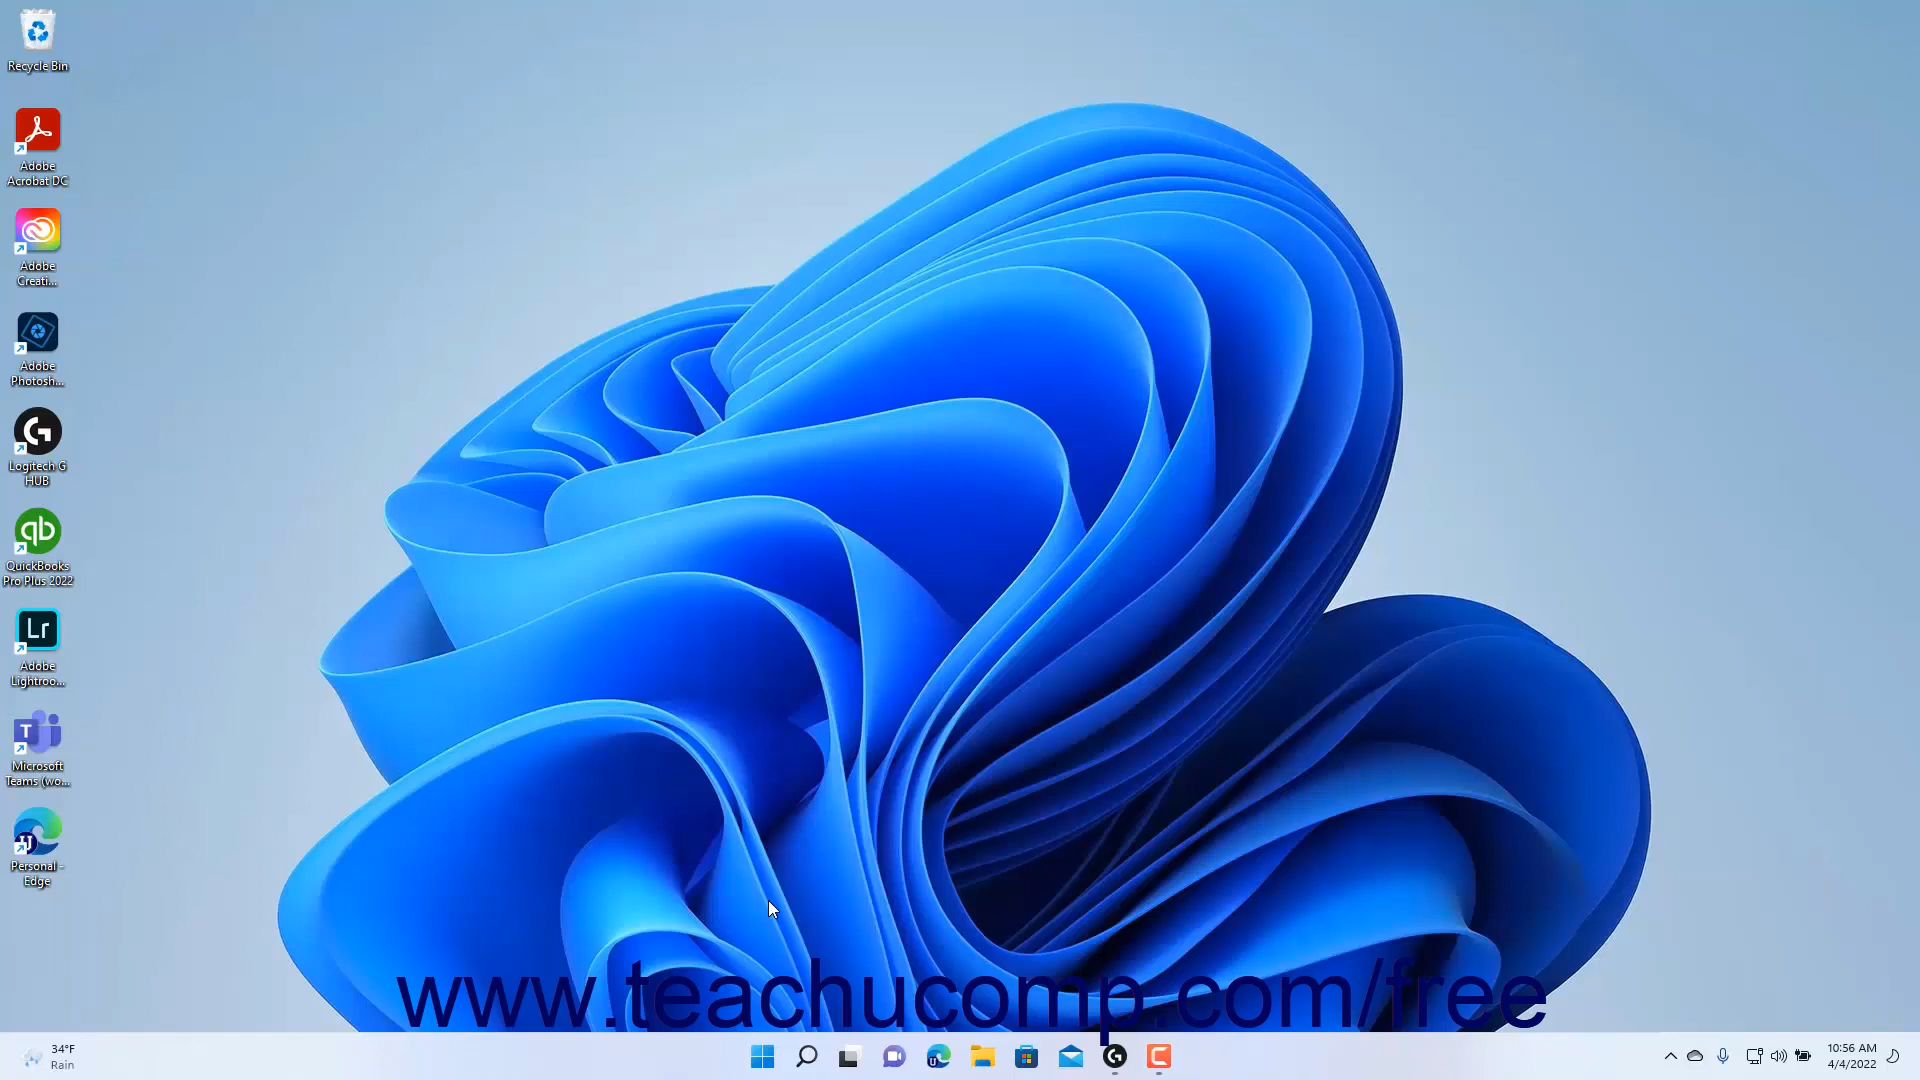 Recycle Bin
Adobe
Acrobat DC
Adobe
Creati...
Adobe
Photosh...
Logitech G
HUB
QuickBooks
Pro Plus 2022
Lr
Adobe
Lightroo...
Microsoft
Teams (wo...
Personal -
Edge
www.teachucomp.com/free
34°F
Rain
10:56 AM
4/4/2022